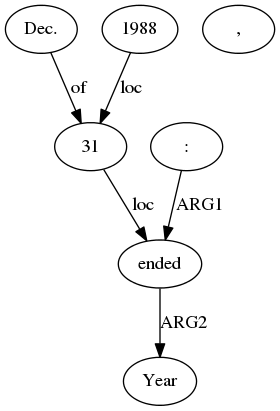 Dec.
1988
,
of
loc
31
:
loc
ARG1
ended
ARG2
Year